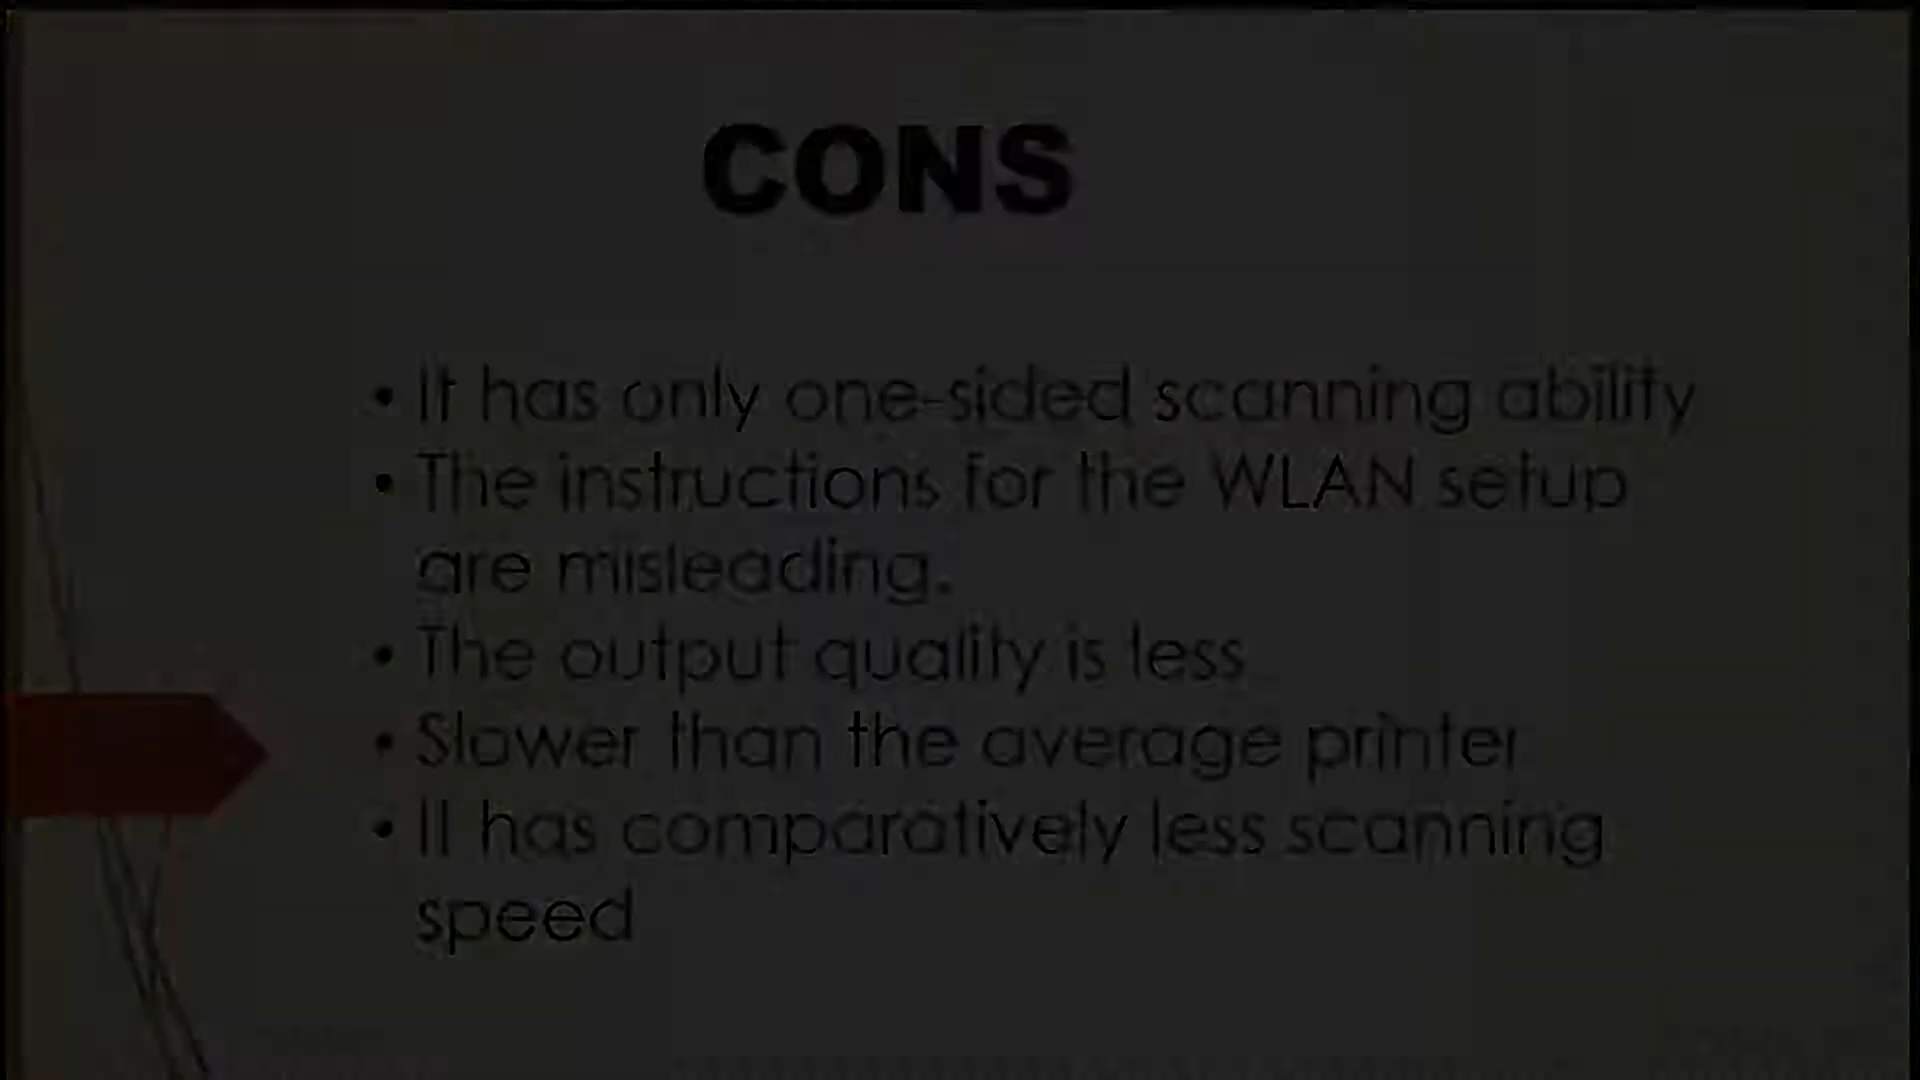 CONS
• It has only one-sided scanning ability
• The instructions for the WLAN setup
are misleading.
• The output quality is less
• Slower than the average printer
• It has comparatively less scanning
speed